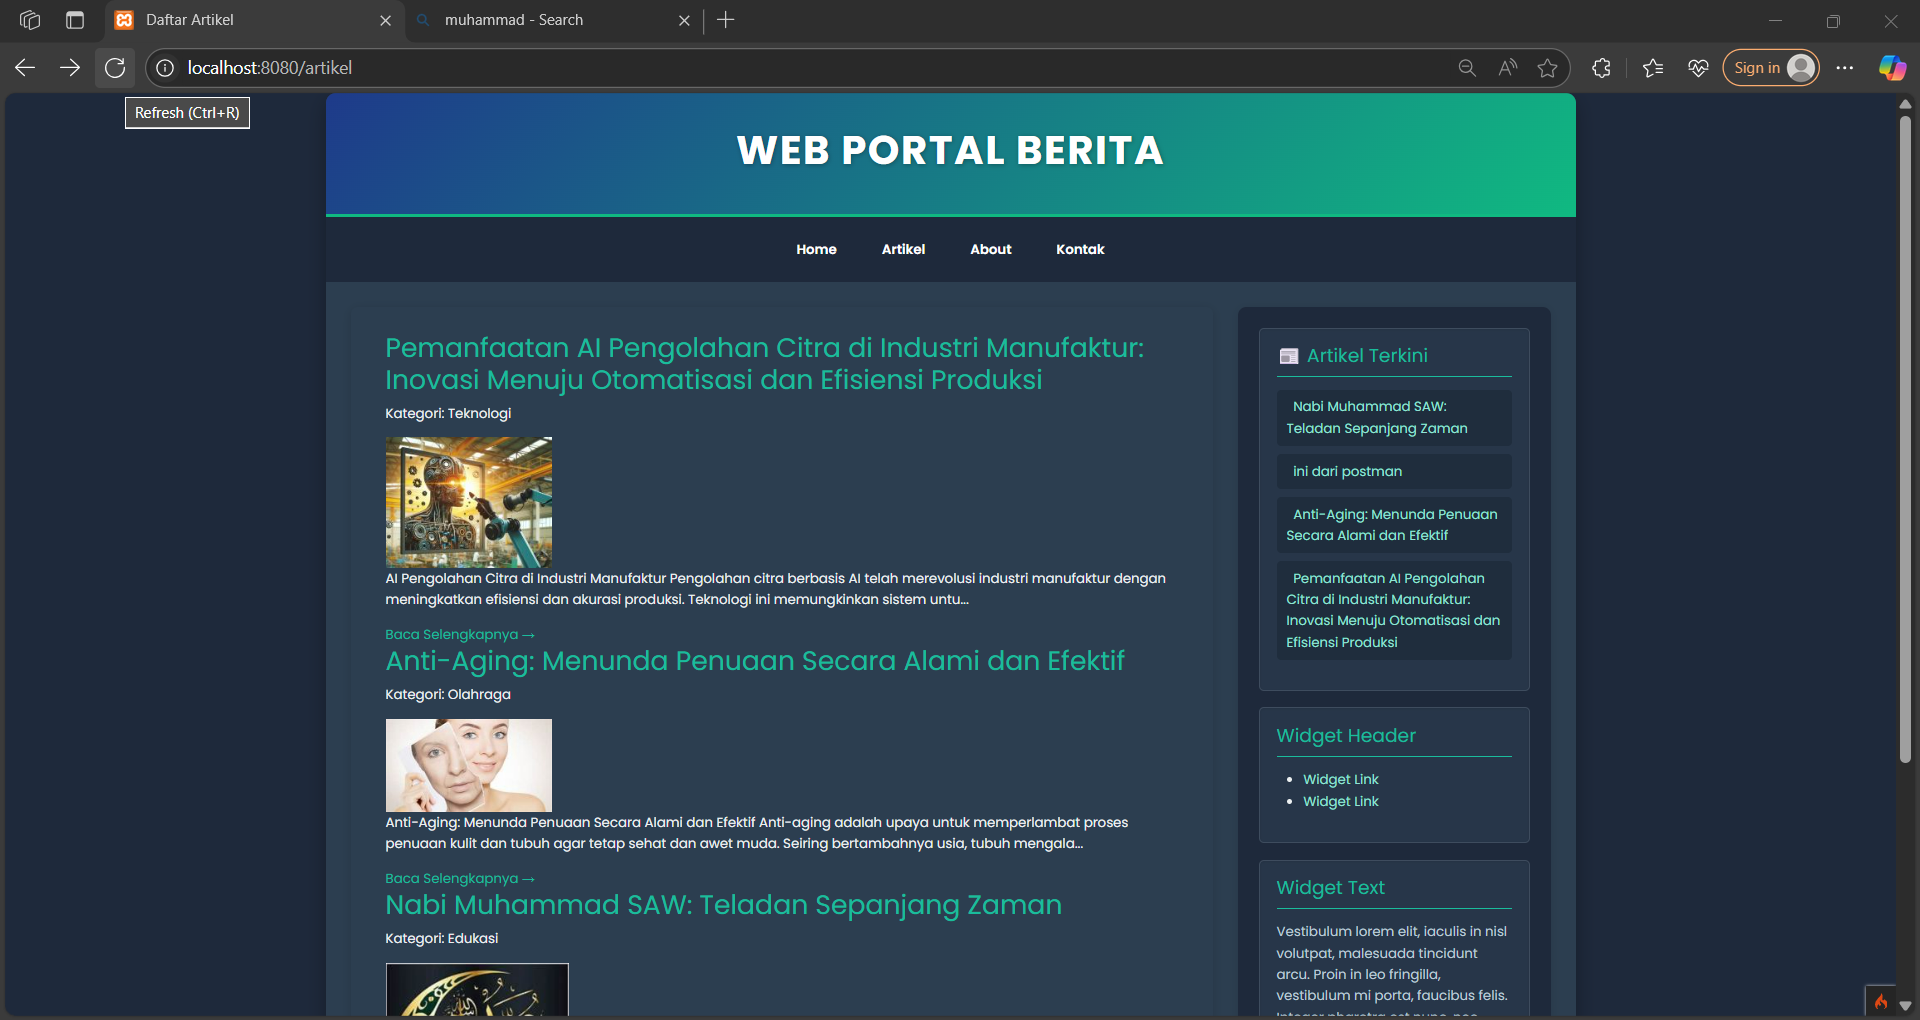 Daftar Artikel
muhammad - Search
localhost:8080/artikel
Sign in
Refresh (Ctrl+R)
WEB PORTAL BERITA
Home
Artikel
About
Kontak
Pemanfaatan AI Pengolahan Citra di Industri Manufaktur:
Inovasi Menuju Otomatisasi dan Efisiensi Produksi
Kategori: Teknologi
AI Pengolahan Citra di Industri Manufaktur Pengolahan citra berbasis AI telah merevolusi industri manufaktur dengan
meningkatkan efisiensi dan akurasi produksi. Teknologi ini memungkinkan sistem untu...
Baca Selengkapnya →
Anti-Aging: Menunda Penuaan Secara Alami dan Efektif
Kategori: Olahraga
Anti-Aging: Menunda Penuaan Secara Alami dan Efektif Anti-aging adalah upaya untuk memperlambat proses
penuaan kulit dan tubuh agar tetap sehat dan awet muda. Seiring bertambahnya usia, tubuh mengala...
Baca Selengkapnya →
Nabi Muhammad SAW: Teladan Sepanjang Zaman
Kategori: Edukasi
Artikel Terkini
Nabi Muhammad SAW:
Teladan Sepanjang Zaman
ini dari postman
Anti-Aging: Menunda Penuaan
Secara Alami dan Efektif
Pemanfaatan AI Pengolahan
Citra di Industri Manufaktur:
Inovasi Menuju Otomatisasi dan
Efisiensi Produksi
Widget Header
Widget Link
Widget Link
Widget Text
Vestibulum lorem elit, iaculis in nisl
volutpat, malesuada tincidunt
arcu. Proin in leo fringilla,
vestibulum mi porta, faucibus felis.